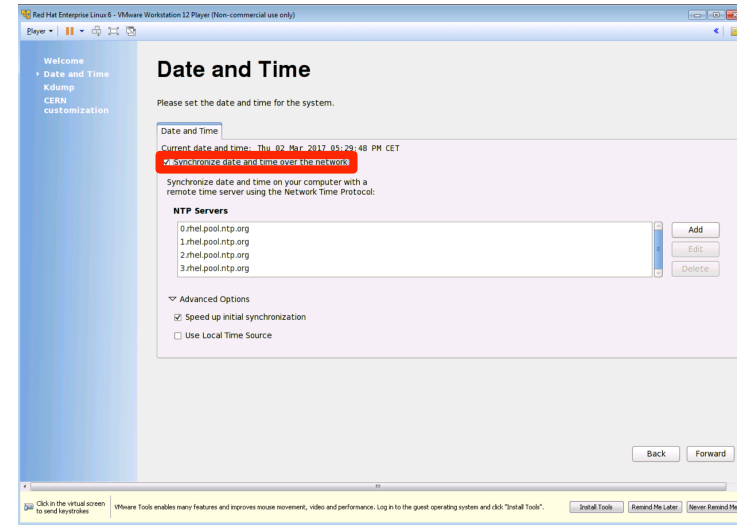 Red Hat Enterprise Linux 6 - VMware Workstation 12 Player (Non-commercial use only)
Player
Welcome
Date and Time
Kdump
CERN
customization
Date and Time
Please set the date and time for the system.
Date and Time
Current date and time: Thu 02 Mar 2017 05:29:48 PM CET
Synchronize date and time over the network
Synchronize date and time on your computer with a
remote time server using the Network Time Protocol:
NTP Servers
0.rhel.pool.ntp.org
1.rhel.pool.ntp.org
2.rhel.pool.ntp.org
3.rhel.pool.ntp.org
Add
Edit
Delete
Advanced Options
Speed up initial synchronization
Use Local Time Source
Back
Forward
Click in the virtual screen
to send keystrokes
VMware Tools enables many features and improves mouse movement, video and performance. Log in to the guest operating system and click "Install Tools".
Install Tools
Remind Me Later
Never Remind Me